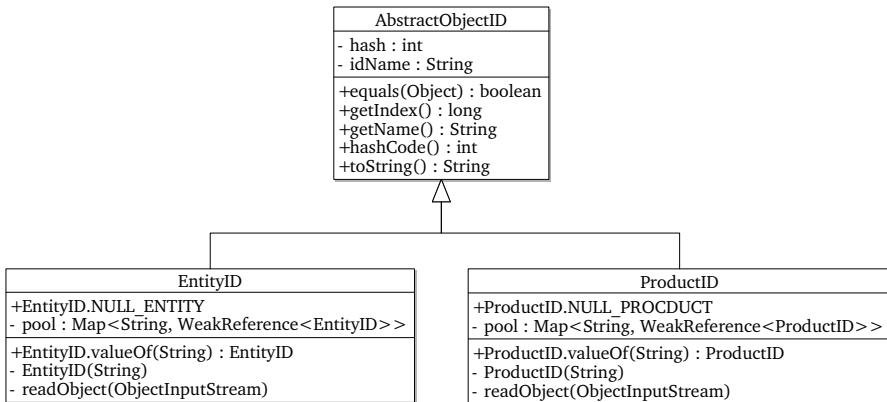 AbstractObjectID
- hash : int
- idName : String
+equals(Object) : boolean
+getIndex() : long
+getName() : String
+hashCode() : int
+toString() : String
EntityID
+EntityID.NULL_ENTITY
- pool : Map<String, WeakReference<EntityID>>
+EntityID.valueOf(String) : EntityID
- EntityID(String)
- readObject(ObjectInputStream)
ProductID
+ProductID.NULL_PROCDUCT
- pool : Map<String, WeakReference<ProductID>>
+ProductID.valueOf(String) : ProductID
- ProductID(String)
- readObject(ObjectInputStream)